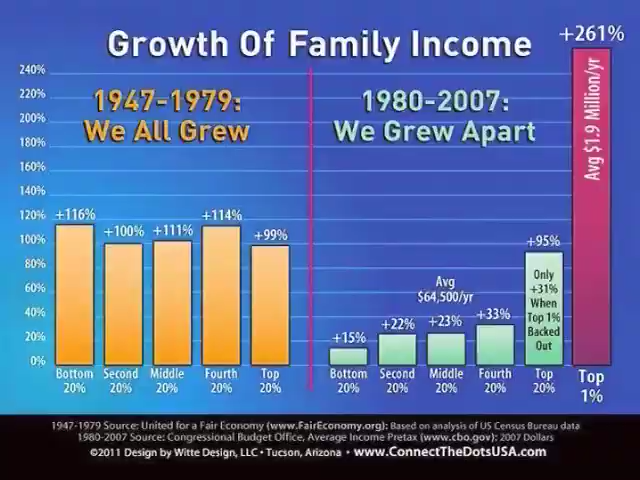 Growth Of Family Income
+261%
240%
220%
200%
180%
160%
140%
120%
100%
80%
60%
40%
20%
0%
1947-1979:
We All Grew
+116%
+100%
+111%
+114%
+99%
Bottom 20%
Second 20%
Middle 20%
Fourth 20%
Top 20%
1980-2007:
We Grew Apart
Avg $1.9 Million/yr
+95%
Avg
$64,500/yr
+15%
+22%
+23%
+33%
Only
+31%
When
Top 1%
Backed
Out
Bottom 20%
Second 20%
Middle 20%
Fourth 20%
Top 20%
Top 1%
1947-1979 Source: United for a Fair Economy (www.FairEconomy.org): Based on analysis of US Census Bureau data
1980-2007 Source: Congressional Budget Office, Average Income Pretax (www.cbo.gov): 2007 Dollars
©2011 Design by Witte Design, LLC • Tucson, Arizona • www.ConnectTheDotsUSA.com